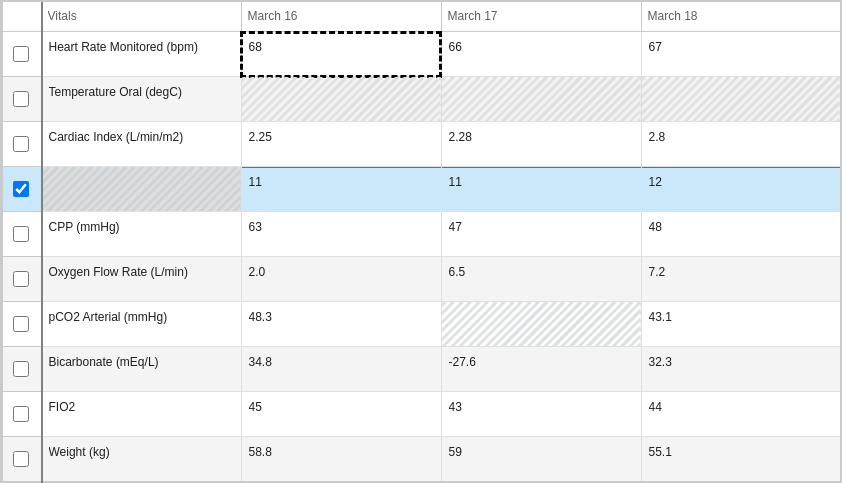 Vitals March 16 March 17 March 18
Heart Rate Monitored (bpm) 68 66 67
Temperature Oral (degC)
Cardiac Index (L/min/m2) 2.25 2.28 2.8
11 11 12
CPP (mmHg) 63 47 48
Oxygen Flow Rate (L/min) 2.0 6.5 7.2
pCO2 Arterial (mmHg) 48.3 43.1
Bicarbonate (mEq/L) 34.8 -27.6 32.3
FIO2 45 43 44
Weight (kg) 58.8 59 55.1